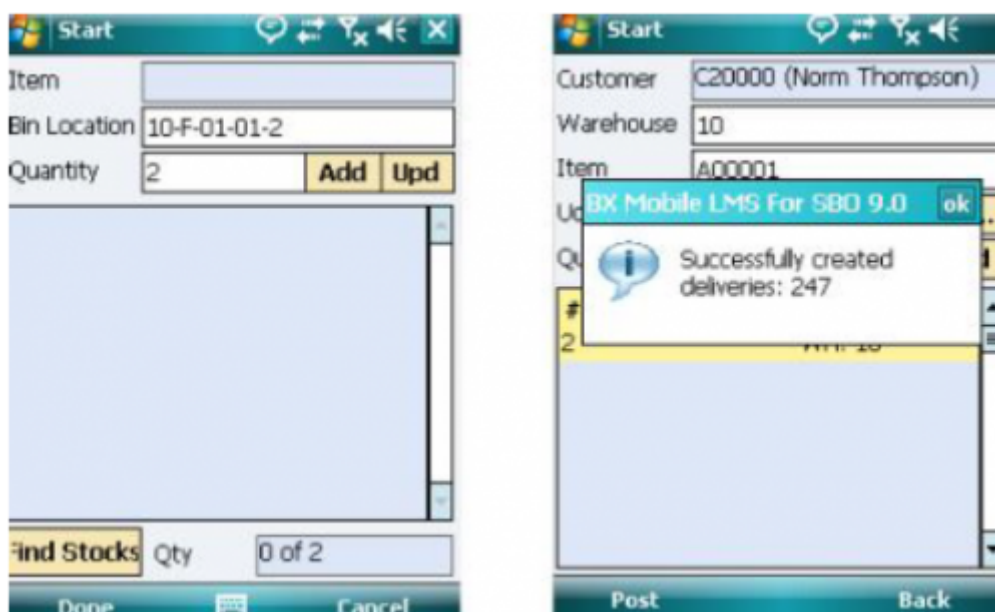 Start
Item
Bin Location 10-F-01-01-2
Quantity 2 Add Upd
Find Stocks Qty 0 of 2
Done Cancel
Start
Customer C20000 (Norm Thompson)
Warehouse 10
Item A00001
BX Mobile LMS For SBO 9.0 ok
Successfully created
deliveries: 247
#
2
Post Back